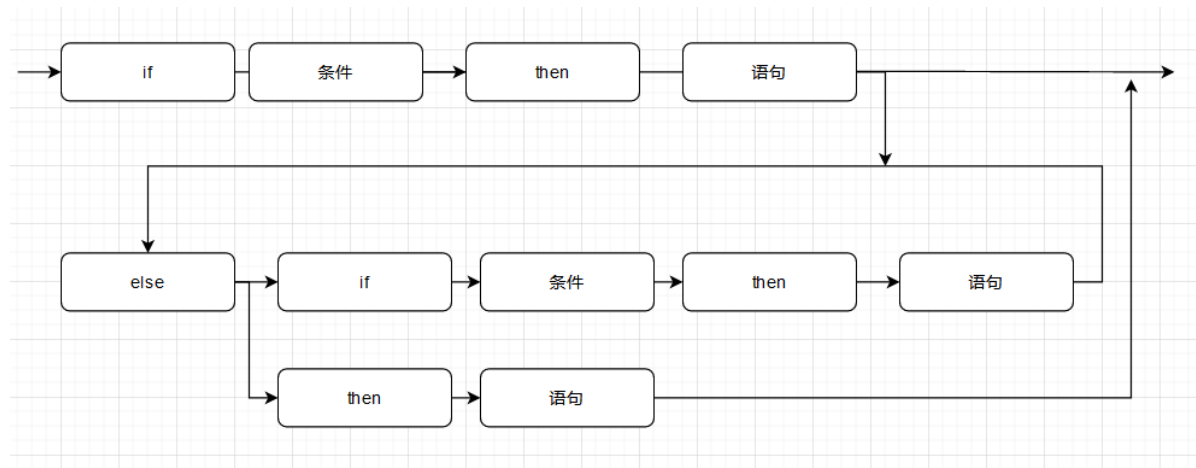 if 条件 then 语句
else if 条件 then 语句
then 语句